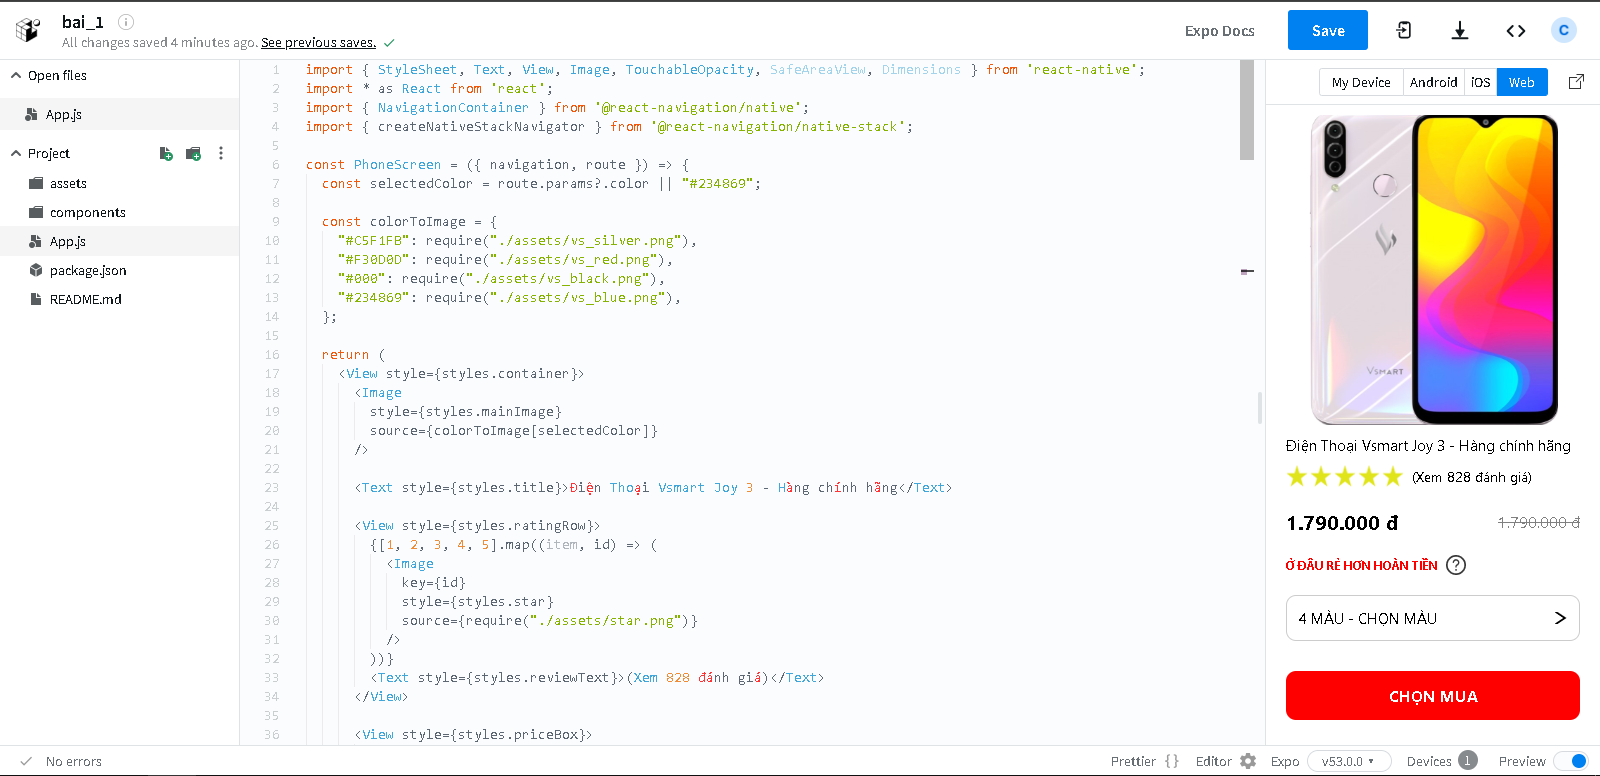 bai_1
All changes saved 4 minutes ago. See previous saves.
Expo Docs
Save
C
Open files
App.js
Project
assets
components
App.js
package.json
README.md
1 import { StyleSheet, Text, View, Image, TouchableOpacity, SafeAreaView, Dimensions } from 'react-native';
2 import * as React from 'react';
3 import { NavigationContainer } from '@react-navigation/native';
4 import { createNativeStackNavigator } from '@react-navigation/native-stack';
5
6 const PhoneScreen = ({ navigation, route }) => {
7 const selectedColor = route.params?.color || "#234869";
8
9 const colorToImage = {
10 "#C5F1FB": require("./assets/vs_silver.png"),
11 "#F30D0D": require("./assets/vs_red.png"),
12 "#000": require("./assets/vs_black.png"),
13 "#234869": require("./assets/vs_blue.png"),
14 };
15
16 return (
17 <View style={styles.container}>
18 <Image
19 style={styles.mainImage}
20 source={colorToImage[selectedColor]}
21 />
22
23 <Text style={styles.title}>Điện Thoại Vsmart Joy 3 - Hàng chính hãng</Text>
24
25 <View style={styles.ratingRow}>
26 {[1, 2, 3, 4, 5].map((item, id) => (
27 <Image
28 key={id}
29 style={styles.star}
30 source={require("./assets/star.png")}
31 />
32 ))}
33 <Text style={styles.reviewText}>(Xem 828 đánh giá)</Text>
34 </View>
35
36 <View style={styles.priceBox}>
My Device Android iOS Web
VSMART
Điện Thoại Vsmart Joy 3 - Hàng chính hãng
(Xem 828 đánh giá)
1.790.000 đ 1.790.000 đ
Ở ĐÂU RẺ HƠN HOÀN TIỀN ?
4 MÀU - CHỌN MÀU
CHỌN MUA
No errors
Prettier {} Editor Expo v53.0.0 Devices 1 Preview